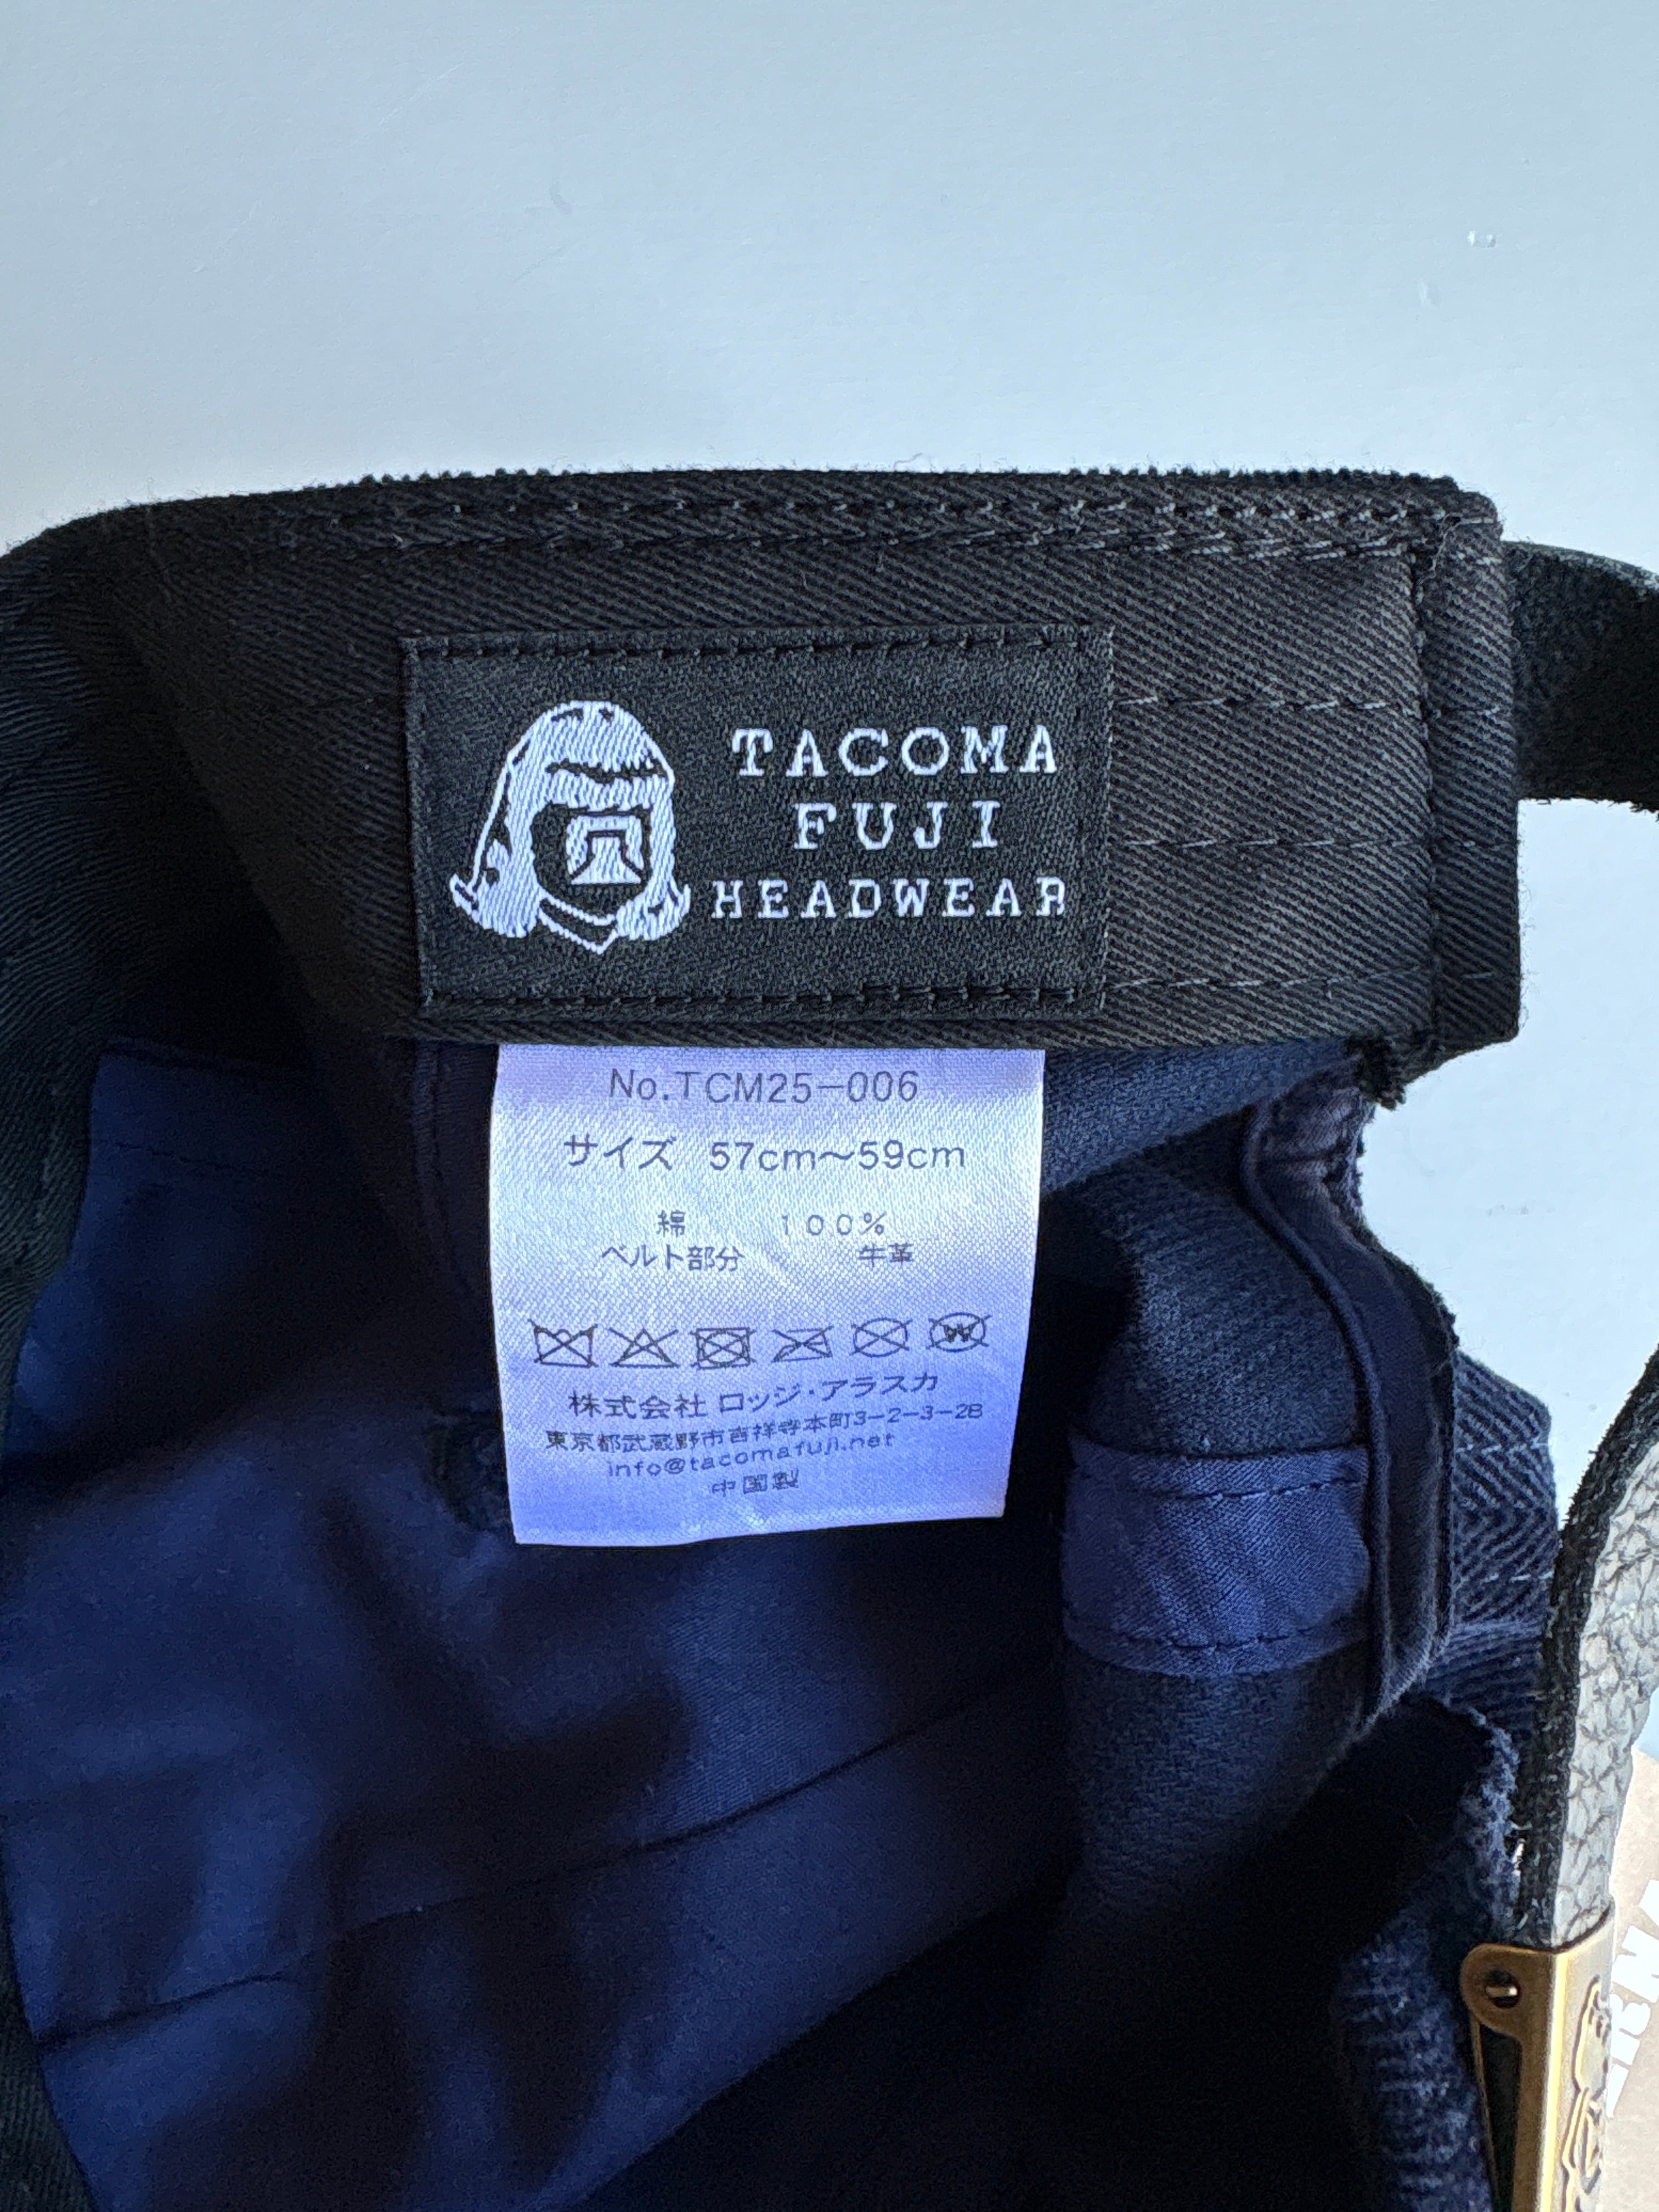 TACOMA
FUJI
HEADWEAR
No.TCM25-006
サイズ 57cm~59cm
綿 100%
ベルト部分 牛革
W
株式会社 ロッジ・アラスカ
東京都武蔵野市吉祥寺本町3-2-3-2B
info@tacomafuji.net
中国製